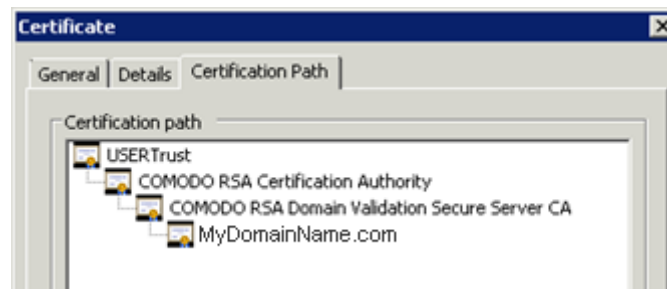 Certificate
General Details Certification Path
Certification path
USERTrust
COMODO RSA Certification Authority
COMODO RSA Domain Validation Secure Server CA
MyDomainName.com